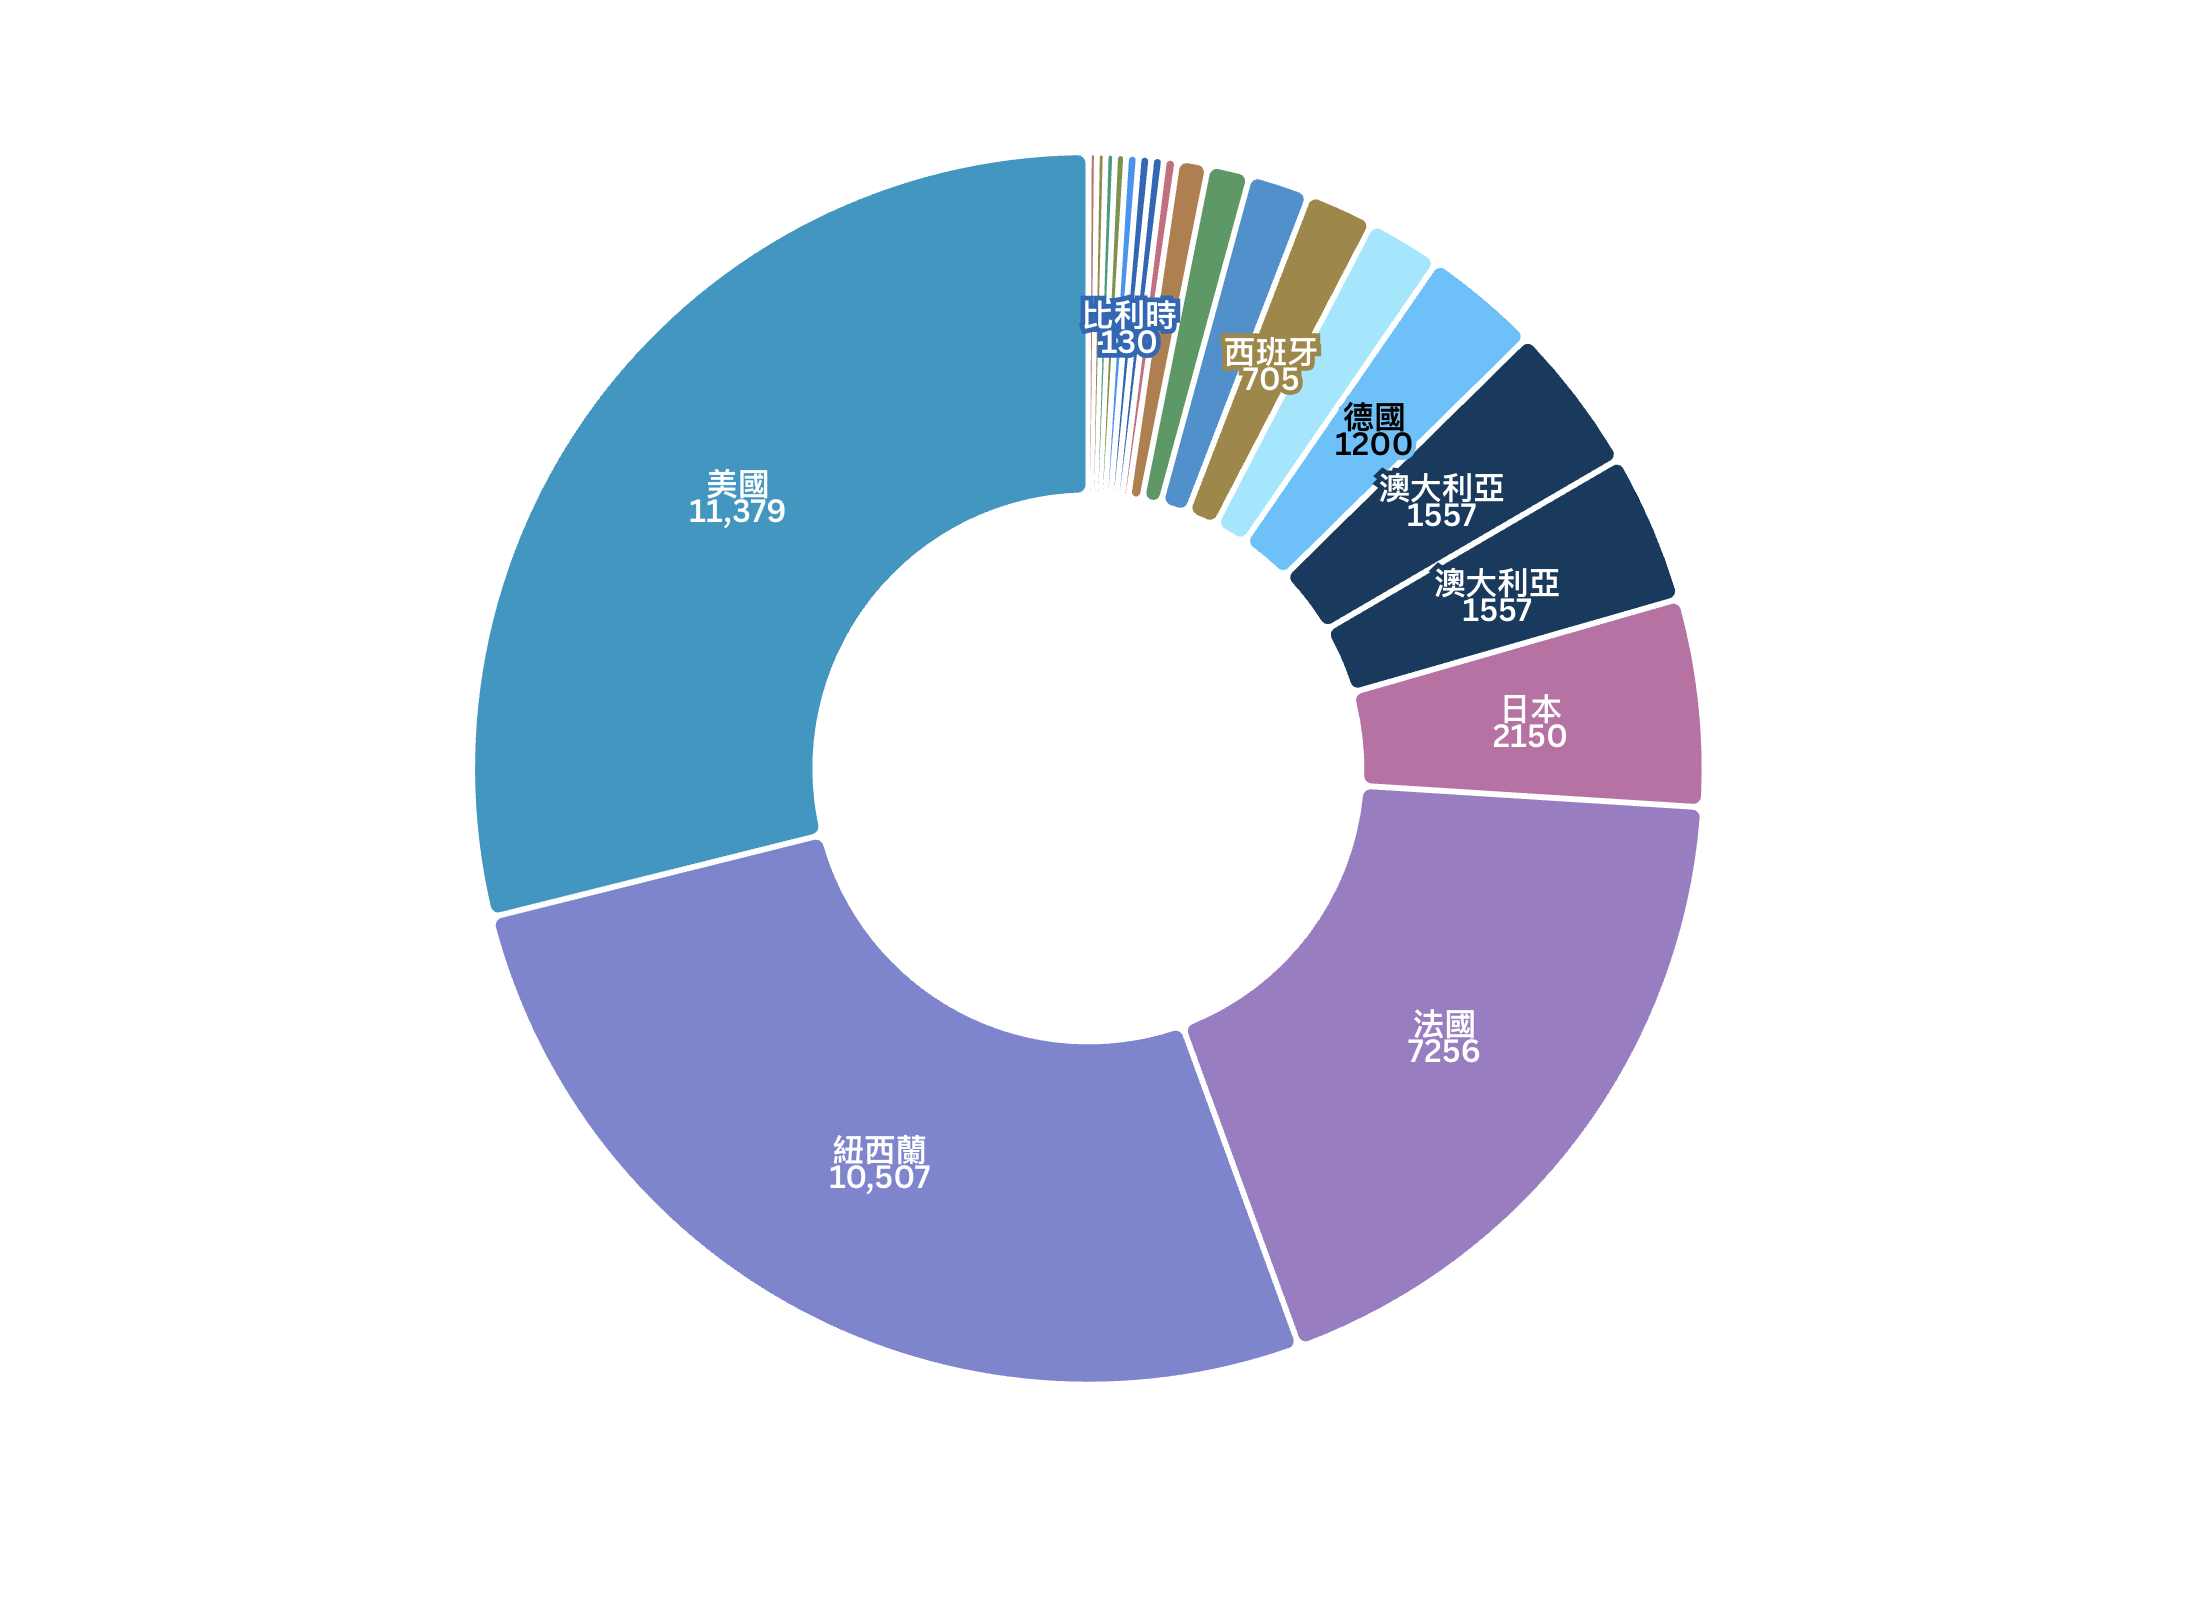 比利時
130
西班牙
705
德國
1200
美國
11,379
澳大利亞
1557
澳大利亞
1557
日本
2150
法國
7256
紐西蘭
10,507